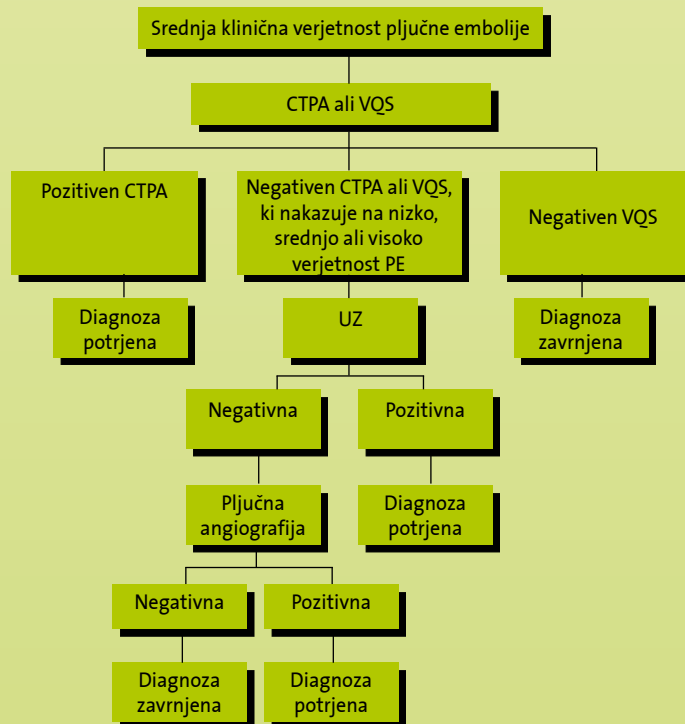 Srednja klinična verjetnost pljučne embolije
CTPA ali VQS
Pozitiven CTPA
Negativen CTPA ali VQS,
ki nakazuje na nizko,
srednjo ali visoko
verjetnost PE
Negativen VQS
Diagnoza
potrjena
UZ
Diagnoza
zavrnjena
Negativna
Pozitivna
Pljučna
angiografija
Diagnoza
potrjena
Negativna
Pozitivna
Diagnoza
zavrnjena
Diagnoza
potrjena